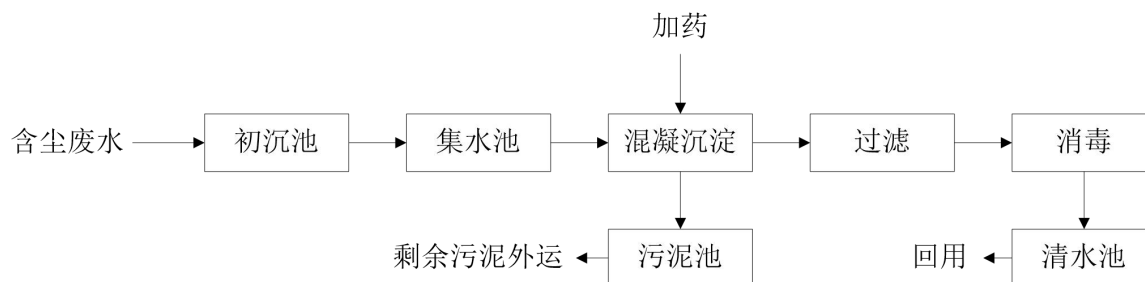 加药
含尘废水
初沉池
集水池
混凝沉淀
过滤
消毒
剩余污泥外运
污泥池
回用
清水池